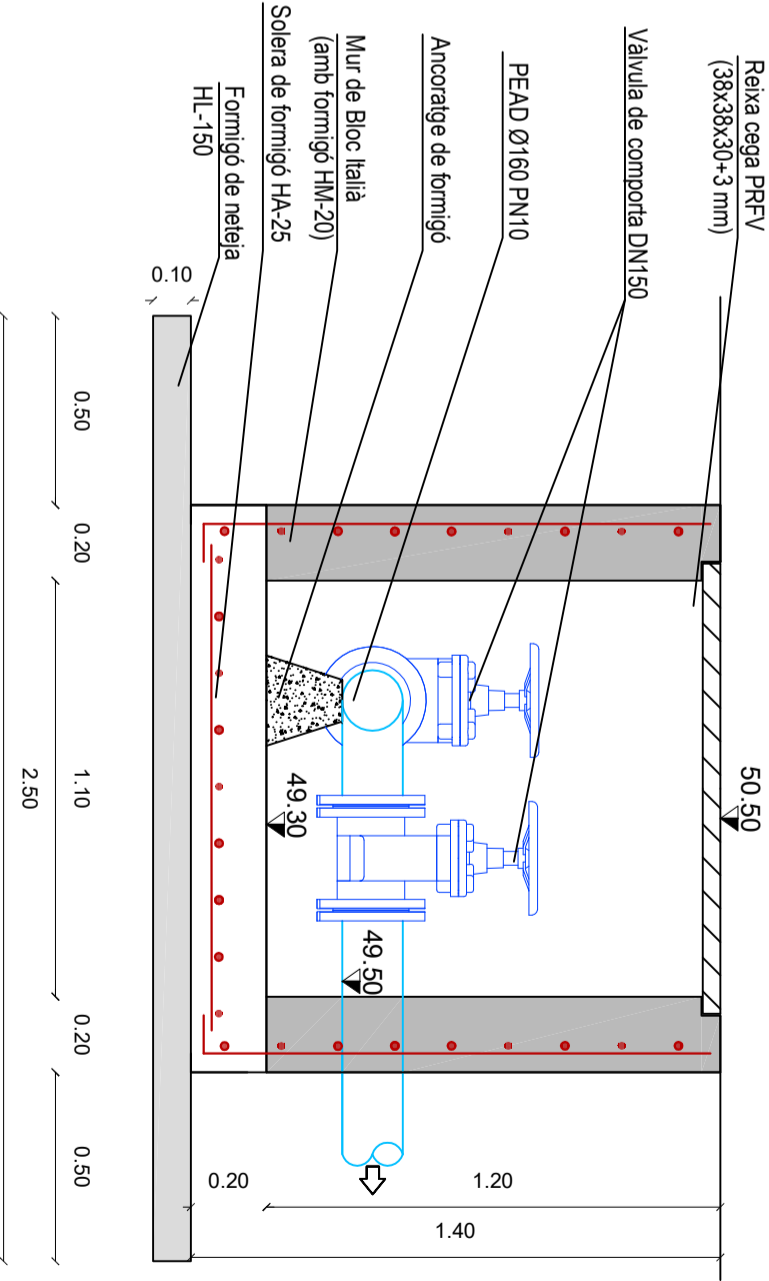 Reixa cega PRFV
(38x38x30+3 mm)
Vàlvula de comporta DN150
PEAD Ø160 PN10
Ancoratge de formigó
Mur de Bloc Italià
(amb formigó HM-20)
Solera de formigó HA-25
Formigó de neteja
HL-150
50.50
49.30
49.50
0.10
0.50
0.20
1.10
0.20
0.50
2.50
0.20
1.20
1.40